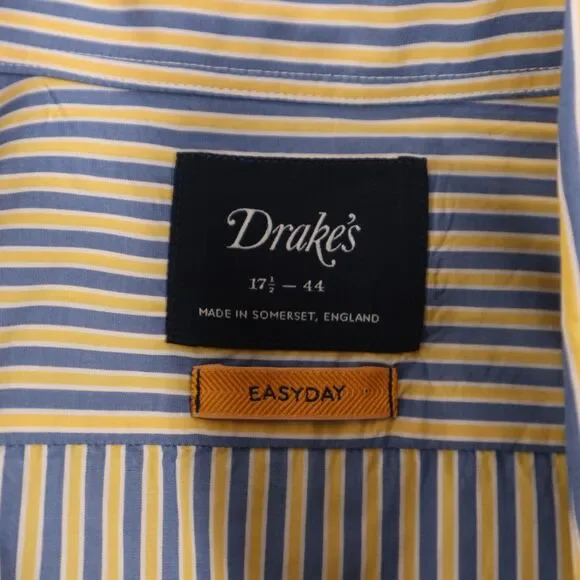 Drake's
17½ — 44
MADE IN SOMERSET, ENGLAND
EASYDAY